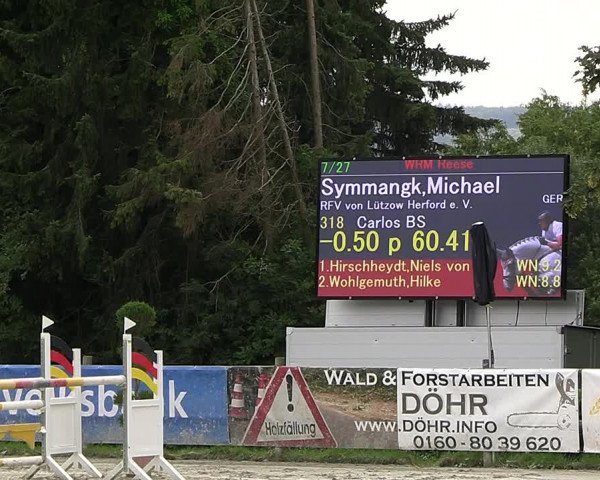 7/27 WRM Reese
Symmangk,Michael
GER
RFV von Lützow Herford e. V.
318 Carlos BS
-0.50 p 60.41
1.Hirschheydt,Niels von WN:9.2
2.Wohlgemuth,Hilke WN:8.8
bank
Holzfällung
WALD &
www.
FORSTARBEITEN
DÖHR
DÖHR.INFO
0160-80 39 620